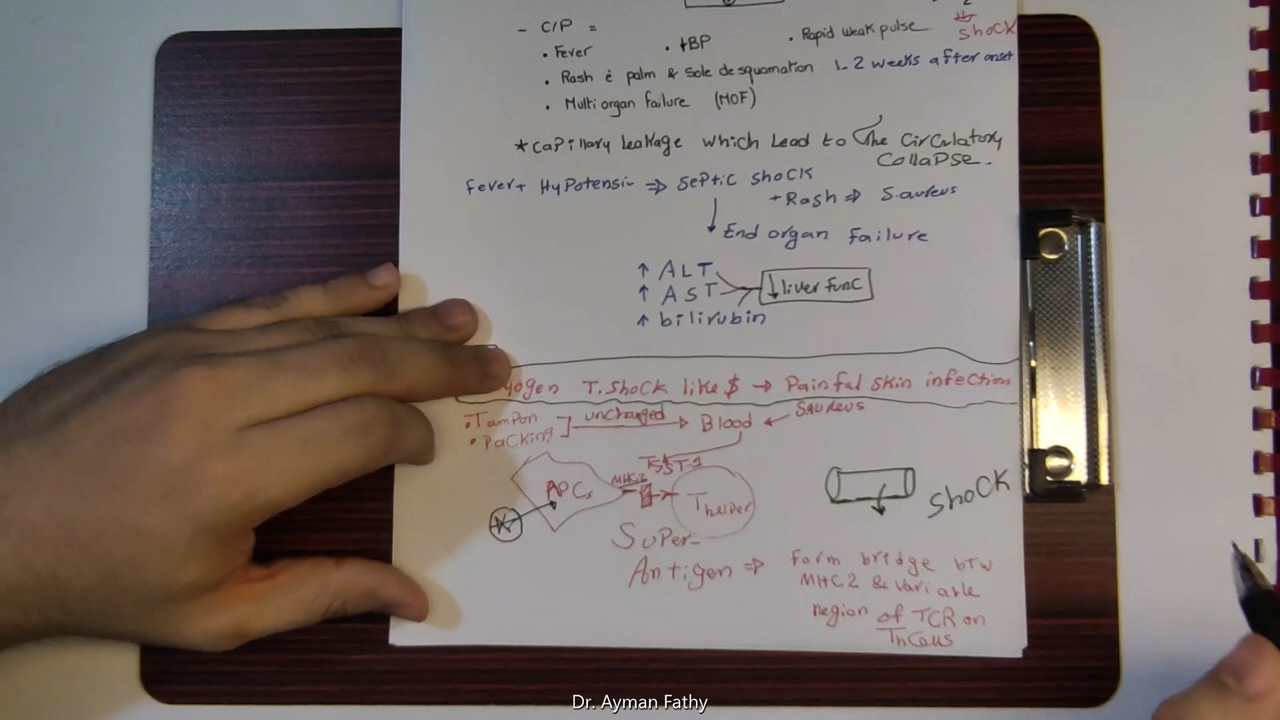 - C/P =
shock
• Fever • ↓BP • Rapid weak pulse
• Rash è palm & Sole desquamation 1-2 weeks after onset
• Multi organ failure (MOF)
* Capillary leakage which Lead to the Circulatory
Collapse.
Fever + Hypotensiv ⇒ Septic shock
+ Rash ⇒ S.aureus
↓ End organ failure
↑ ALT
↑ AST
↓ liver func
↑ bilirubin
T.shock like $ → Painful skin infection
• Tampon
• Packing
unchanged → Blood ← S.aureus
TSST-1
APCs MHC2 T helper
Shock
Super-
Antigen ⇒ form bridge btw
MHC2 & variable
region of TCR on
Th Cells
Dr. Ayman Fathy